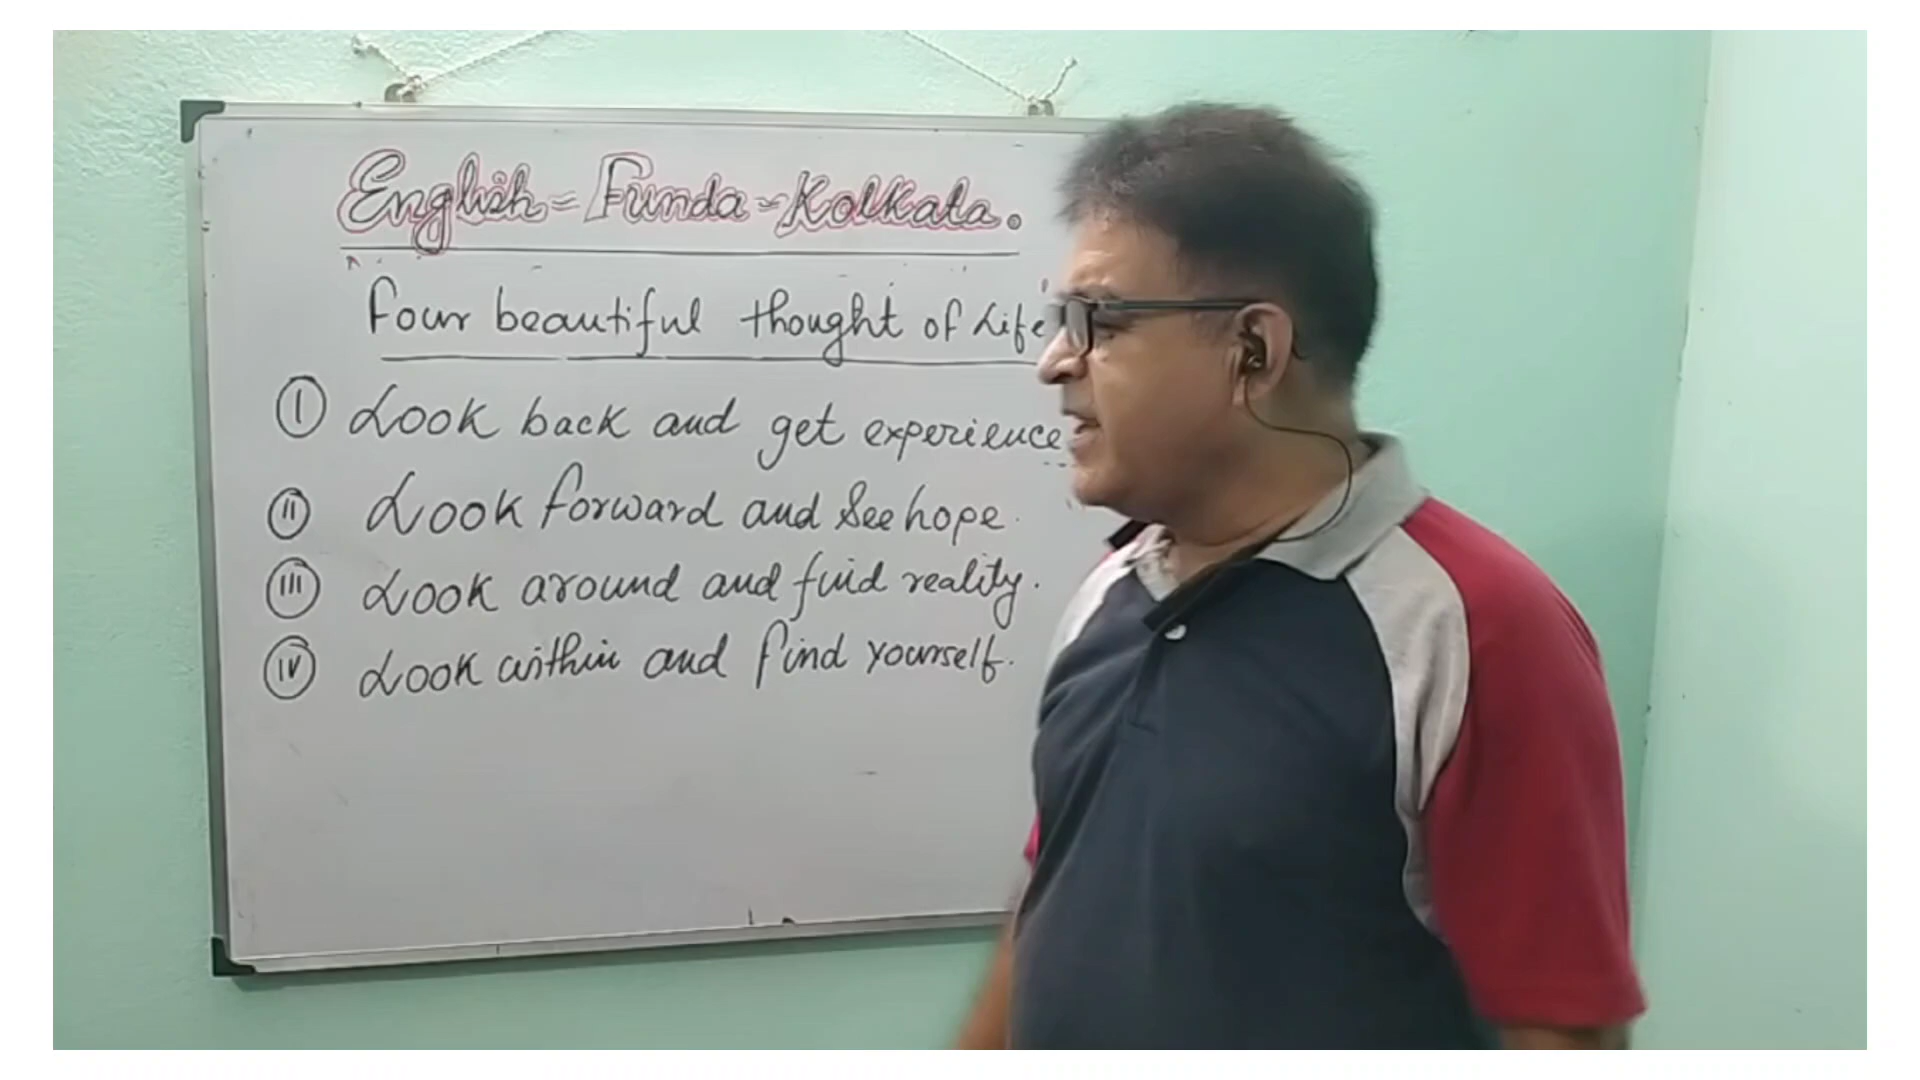 English = Funda = Kolkata.
Four beautiful thought of Life
I Look back and get experience
II Look forward and see hope.
III Look around and find reality.
IV Look within and find yourself.